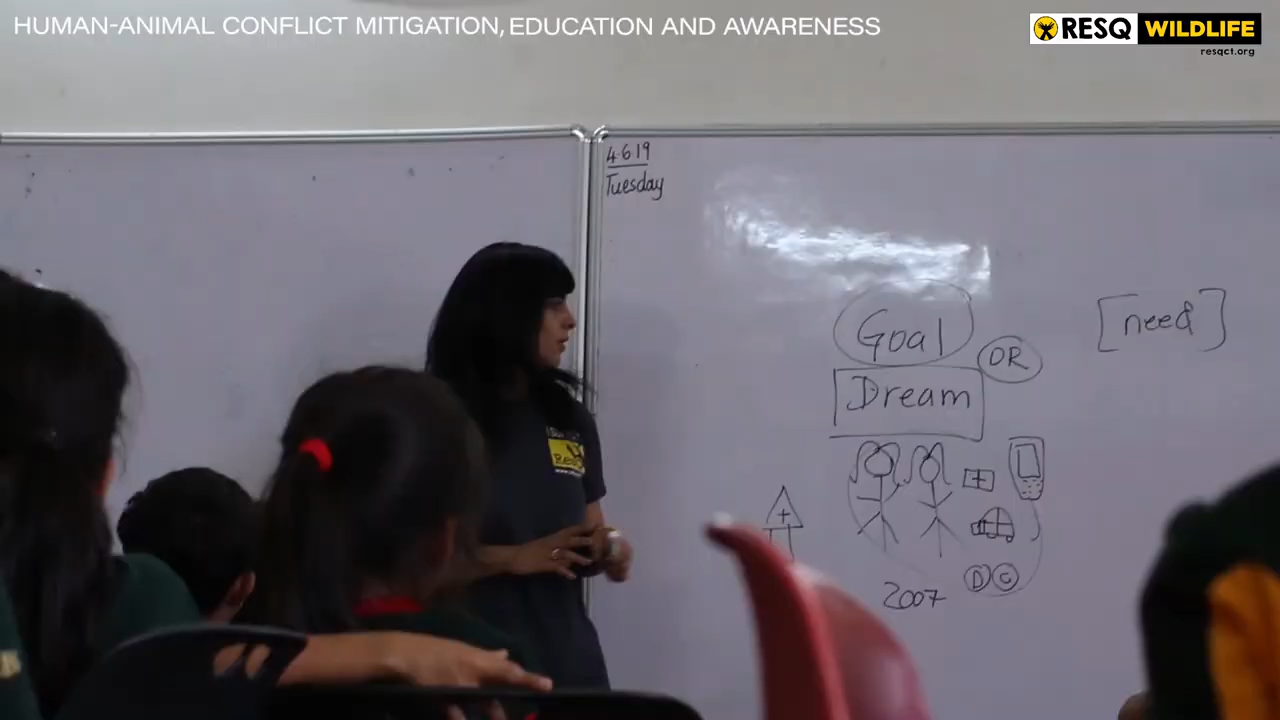 HUMAN-ANIMAL CONFLICT MITIGATION, EDUCATION AND AWARENESS
RESQ WILDLIFE
resqct.org
4.6.19
Tuesday
Goal
OR
[need]
Dream
D C
2007